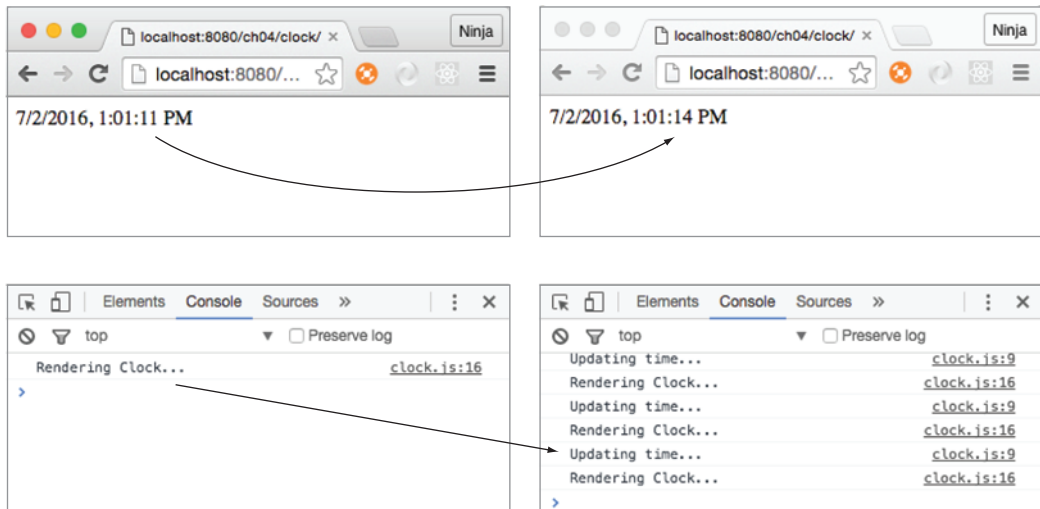 localhost:8080/ch04/clock/ ×
Ninja
localhost:8080/...
7/2/2016, 1:01:11 PM
localhost:8080/ch04/clock/ ×
Ninja
localhost:8080/...
7/2/2016, 1:01:14 PM
Elements Console Sources »
top Preserve log
Rendering Clock... clock.js:16
>
Elements Console Sources »
top Preserve log
Updating time... clock.js:9
Rendering Clock... clock.js:16
Updating time... clock.js:9
Rendering Clock... clock.js:16
Updating time... clock.js:9
Rendering Clock... clock.js:16
>